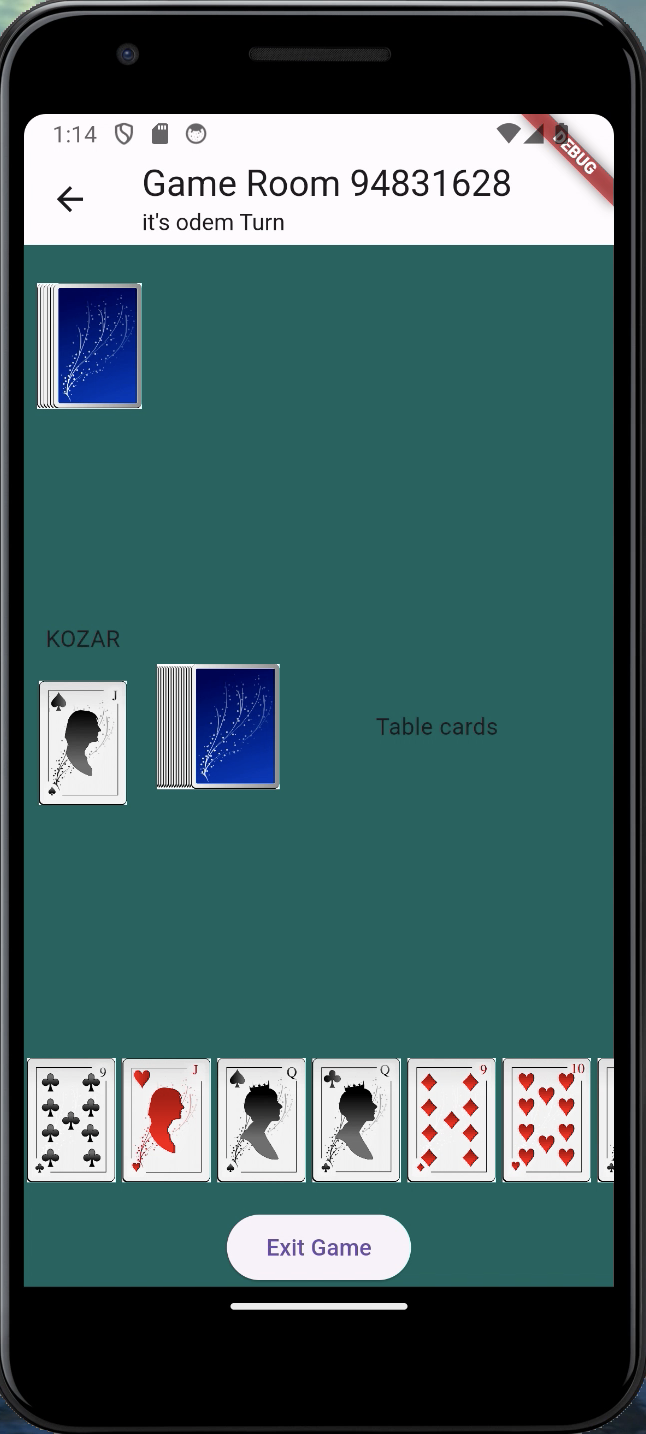 1:14
DEBUG
Game Room 94831628
it's odem Turn
KOZAR
J
Table cards
9
J
Q
Q
9
10
Exit Game